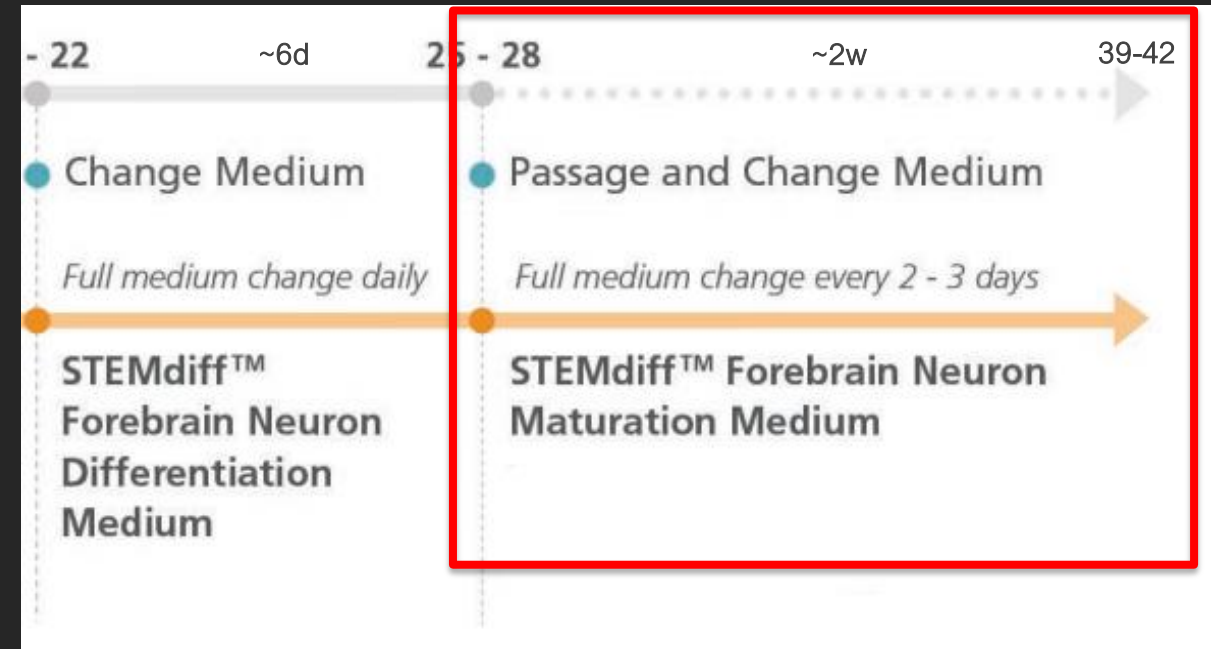 - 22 ~6d 25 - 28 ~2w 39-42
Change Medium
Passage and Change Medium
Full medium change daily
Full medium change every 2 - 3 days
STEMdiff™
Forebrain Neuron
Differentiation
Medium
STEMdiff™ Forebrain Neuron
Maturation Medium